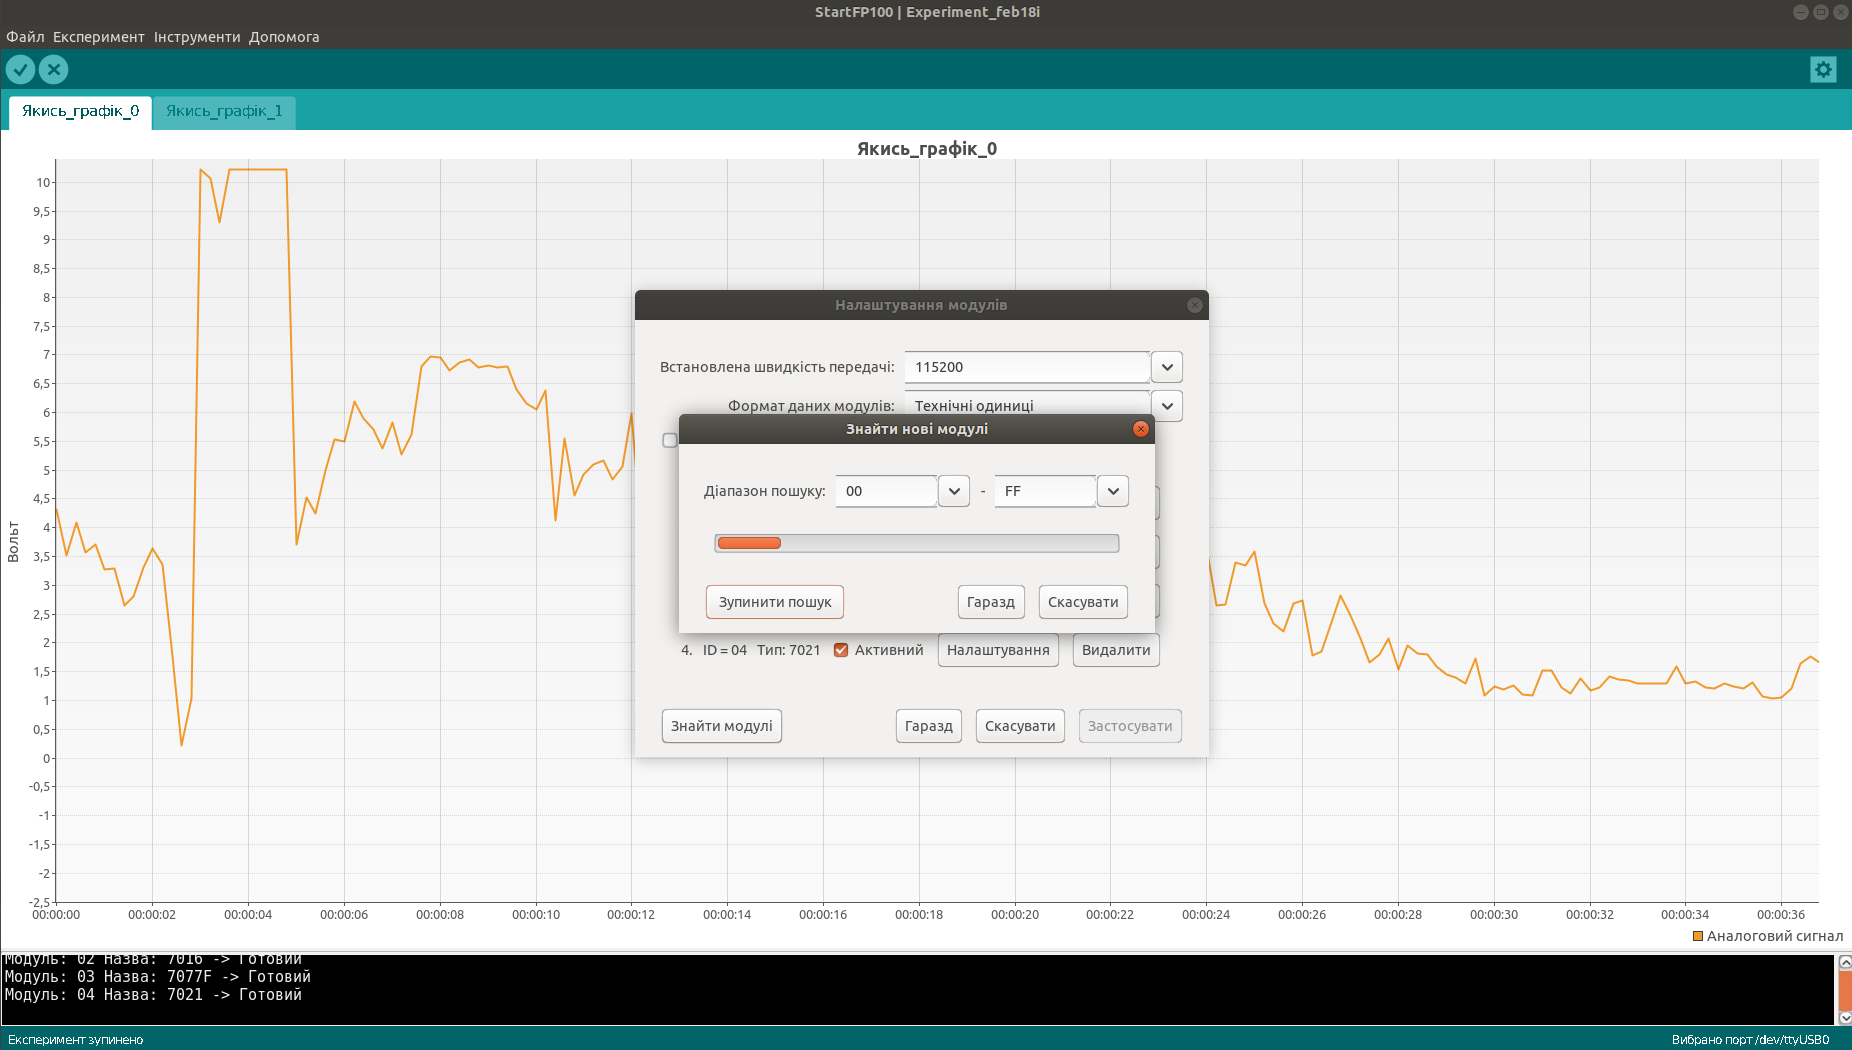 StartFP100 | Experiment_feb18i
Файл Експеримент Інструменти Допомога
Якись_графік_0 Якись_графік_1
Якись_графік_0
Вольт
10
9,5
9
8,5
8
7,5
7
6,5
6
5,5
5
4,5
4
3,5
3
2,5
2
1,5
1
0,5
0
-0,5
-1
-1,5
-2
-2,5
00:00:00 00:00:02 00:00:04 00:00:06 00:00:08 00:00:10 00:00:12 00:00:14 00:00:16 00:00:18 00:00:20 00:00:22 00:00:24 00:00:26 00:00:28 00:00:30 00:00:32 00:00:34 00:00:36
Аналоговий сигнал
Налаштування модулів
Встановлена швидкість передачі: 115200
Формат даних модулів: Технічні одиниці
Знайти нові модулі
Діапазон пошуку: 00 - FF
Зупинити пошук Гаразд Скасувати
4. ID = 04 Тип: 7021 Активний Налаштування Видалити
Знайти модулі Гаразд Скасувати Застосувати
Модуль: 02 Назва: 7016 -> Готовий
Модуль: 03 Назва: 7077F -> Готовий
Модуль: 04 Назва: 7021 -> Готовий
Експеримент зупинено Вибрано порт /dev/ttyUSB0